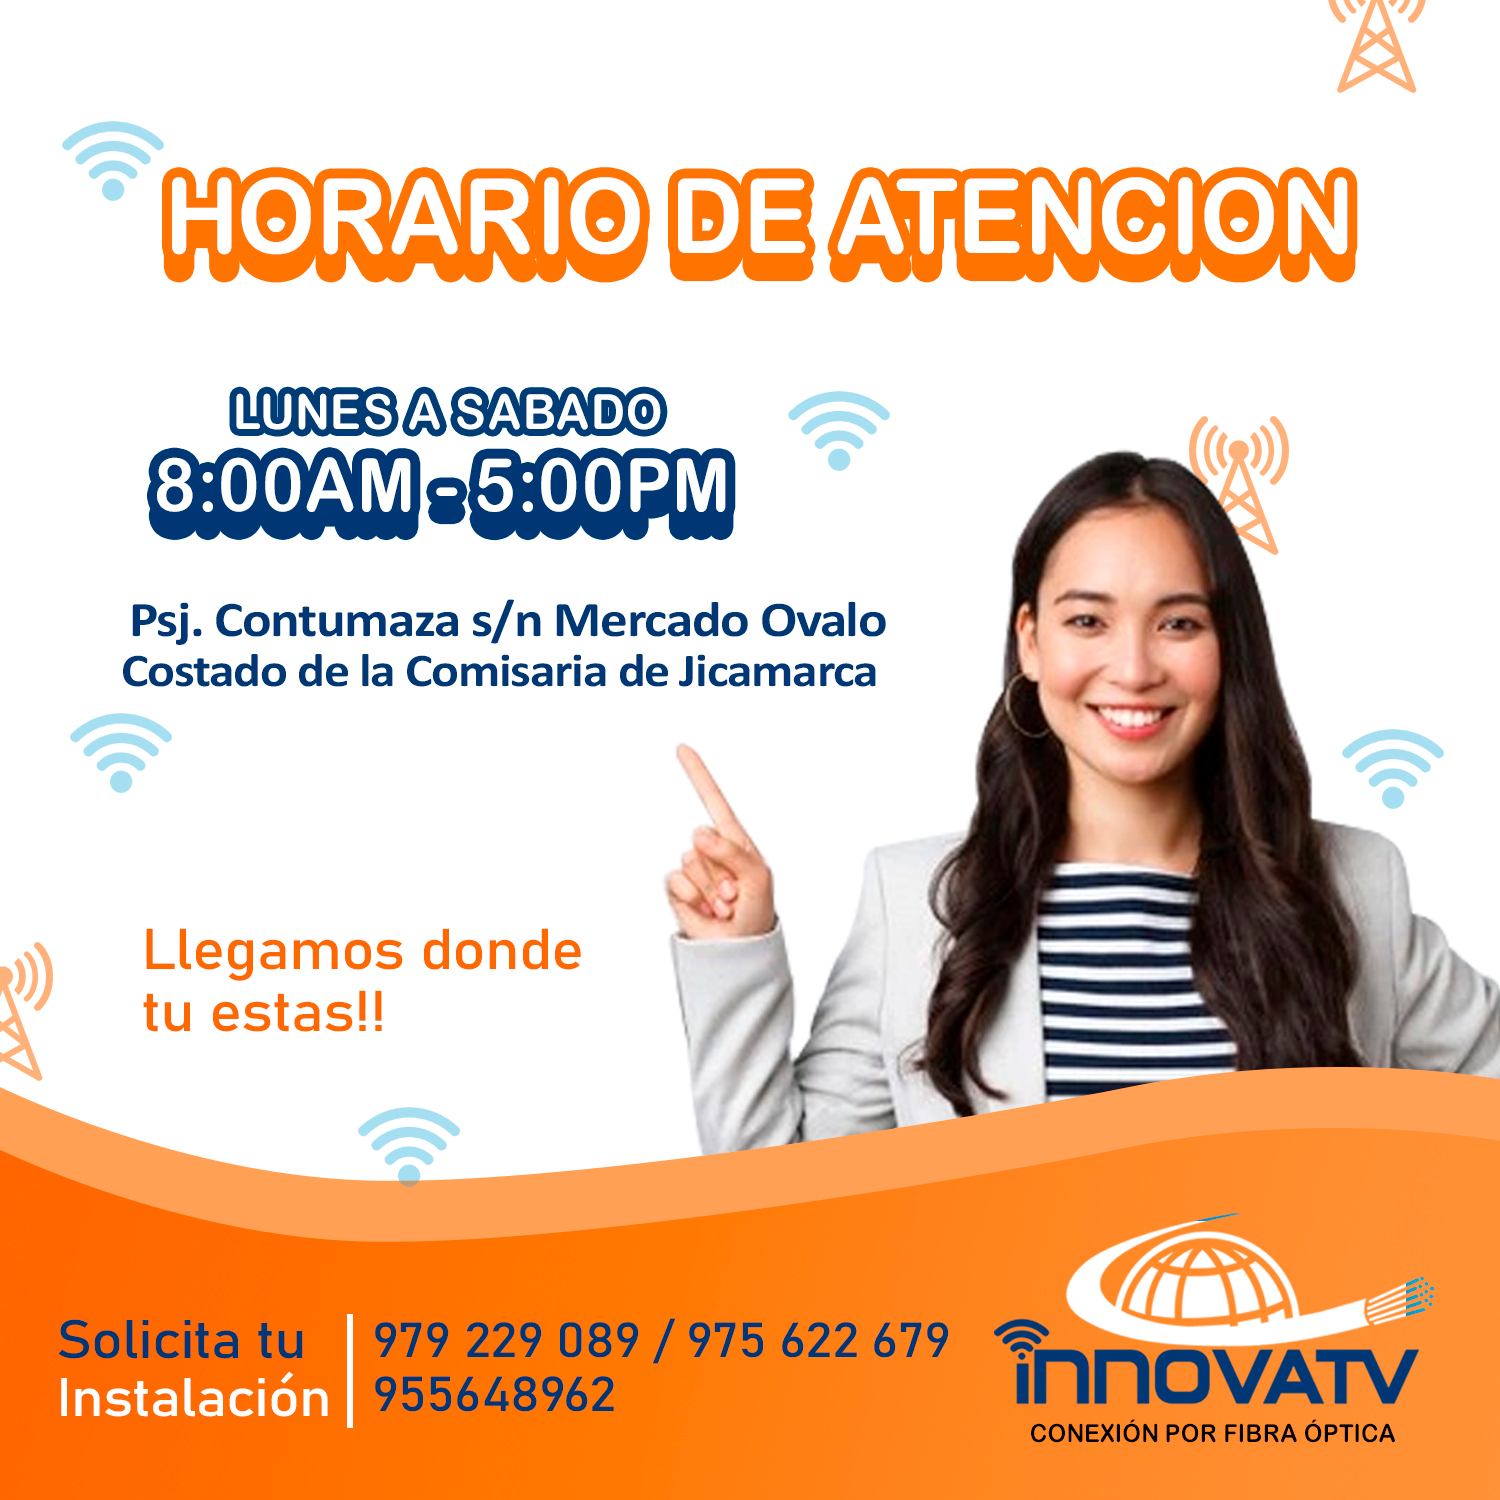 HORARIO DE ATENCION
LUNES A SABADO
8:00AM - 5:00PM
Psj. Contumaza s/n Mercado Ovalo
Costado de la Comisaria de Jicamarca
Llegamos donde
tu estas!!
Solicita tu
Instalación
979 229 089 / 975 622 679
955648962
innovATV
CONEXIÓN POR FIBRA ÓPTICA